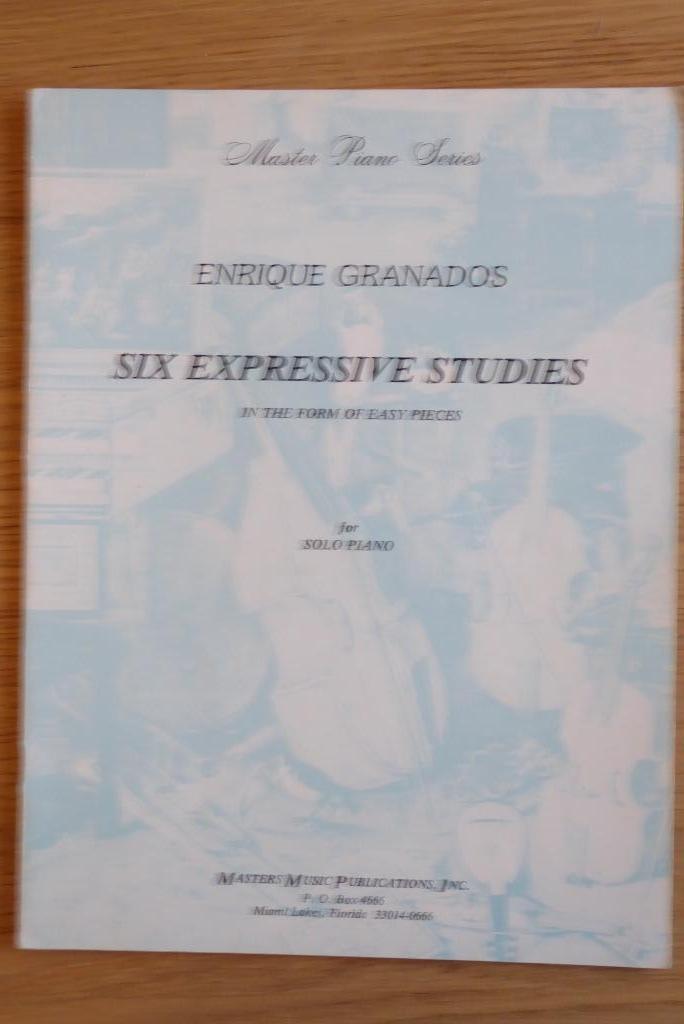 Master Piano Series
ENRIQUE GRANADOS
SIX EXPRESSIVE STUDIES
IN THE FORM OF EASY PIECES
for
SOLO PIANO
MASTERS MUSIC PUBLICATIONS, INC.
P. O. Box 4666
Miami Lakes, Florida 33014-0666